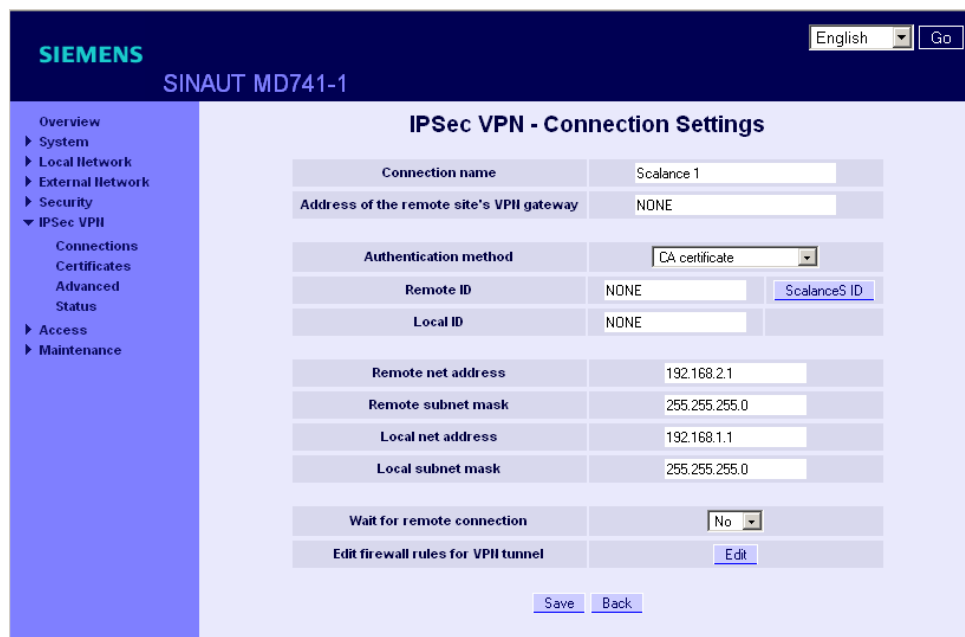 English Go
SIEMENS
SINAUT MD741-1
Overview
System
Local Network
External Network
Security
IPSec VPN
Connections
Certificates
Advanced
Status
Access
Maintenance
IPSec VPN - Connection Settings
Connection name Scalance 1
Address of the remote site's VPN gateway NONE
Authentication method CA certificate
Remote ID NONE ScalanceS ID
Local ID NONE
Remote net address 192.168.2.1
Remote subnet mask 255.255.255.0
Local net address 192.168.1.1
Local subnet mask 255.255.255.0
Wait for remote connection No
Edit firewall rules for VPN tunnel Edit
Save Back